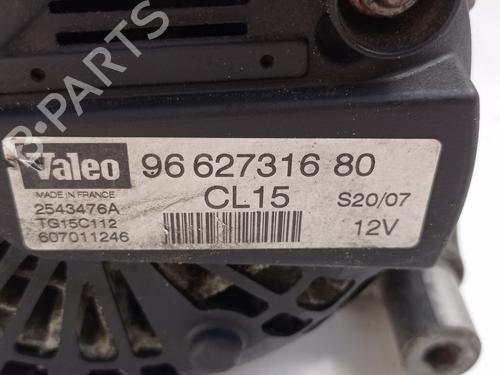 B-PARTS
Valeo
96 627316 80
MADE IN FRANCE
CL15
S20/07
2543476A
TG15C112
12V
607011246